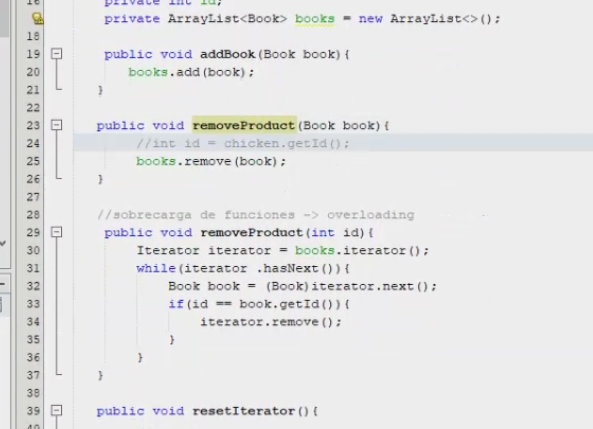 16 private int id;
17 private ArrayList<Book> books = new ArrayList<>();
18
19 public void addBook(Book book){
20 books.add(book);
21 }
22
23 public void removeProduct(Book book){
24 //int id = chicken.getId();
25 books.remove(book);
26 }
27
28 //sobrecarga de funciones -> overloading
29 public void removeProduct(int id){
30 Iterator iterator = books.iterator();
31 while(iterator .hasNext()){
32 Book book = (Book)iterator.next();
33 if(id == book.getId()){
34 iterator.remove();
35 }
36 }
37 }
38
39 public void resetIterator(){
40